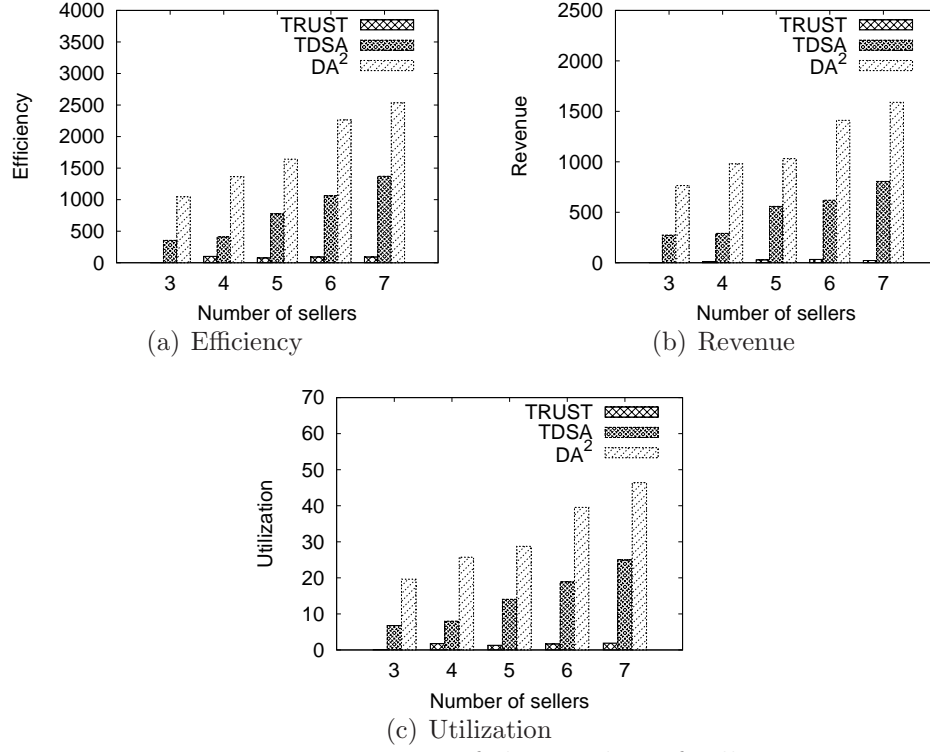 4000
3500
3000
2500
2000
1500
1000
500
0
Efficiency
TRUST
TDSA
DA²
3 4 5 6 7
Number of sellers
(a) Efficiency
2500
2000
1500
1000
500
0
Revenue
TRUST
TDSA
DA²
3 4 5 6 7
Number of sellers
(b) Revenue
70
60
50
40
30
20
10
0
Utilization
TRUST
TDSA
DA²
3 4 5 6 7
Number of sellers
(c) Utilization